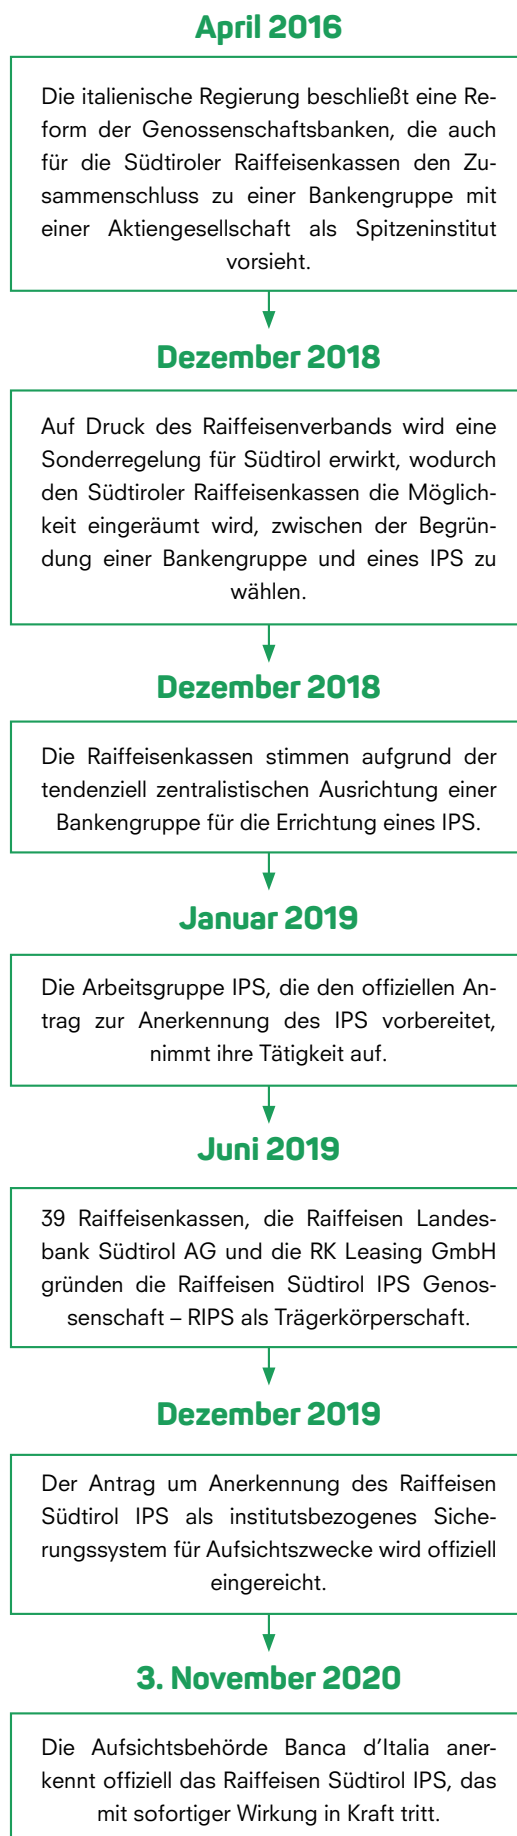 April 2016
Die italienische Regierung beschließt eine Re-
form der Genossenschaftsbanken, die auch
für die Südtiroler Raiffeisenkassen den Zu-
sammenschluss zu einer Bankengruppe mit
einer Aktiengesellschaft als Spitzeninstitut
vorsieht.
Dezember 2018
Auf Druck des Raiffeisenverbands wird eine
Sonderregelung für Südtirol erwirkt, wodurch
den Südtiroler Raiffeisenkassen die Möglich-
keit eingeräumt wird, zwischen der Begrün-
dung einer Bankengruppe und eines IPS zu
wählen.
Dezember 2018
Die Raiffeisenkassen stimmen aufgrund der
tendenziell zentralistischen Ausrichtung einer
Bankengruppe für die Errichtung eines IPS.
Januar 2019
Die Arbeitsgruppe IPS, die den offiziellen An-
trag zur Anerkennung des IPS vorbereitet,
nimmt ihre Tätigkeit auf.
Juni 2019
39 Raiffeisenkassen, die Raiffeisen Landes-
bank Südtirol AG und die RK Leasing GmbH
gründen die Raiffeisen Südtirol IPS Genos-
senschaft – RIPS als Trägerkörperschaft.
Dezember 2019
Der Antrag um Anerkennung des Raiffeisen
Südtirol IPS als institutsbezogenes Siche-
rungssystem für Aufsichtszwecke wird offiziell
eingereicht.
3. November 2020
Die Aufsichtsbehörde Banca d’Italia aner-
kennt offiziell das Raiffeisen Südtirol IPS, das
mit sofortiger Wirkung in Kraft tritt.